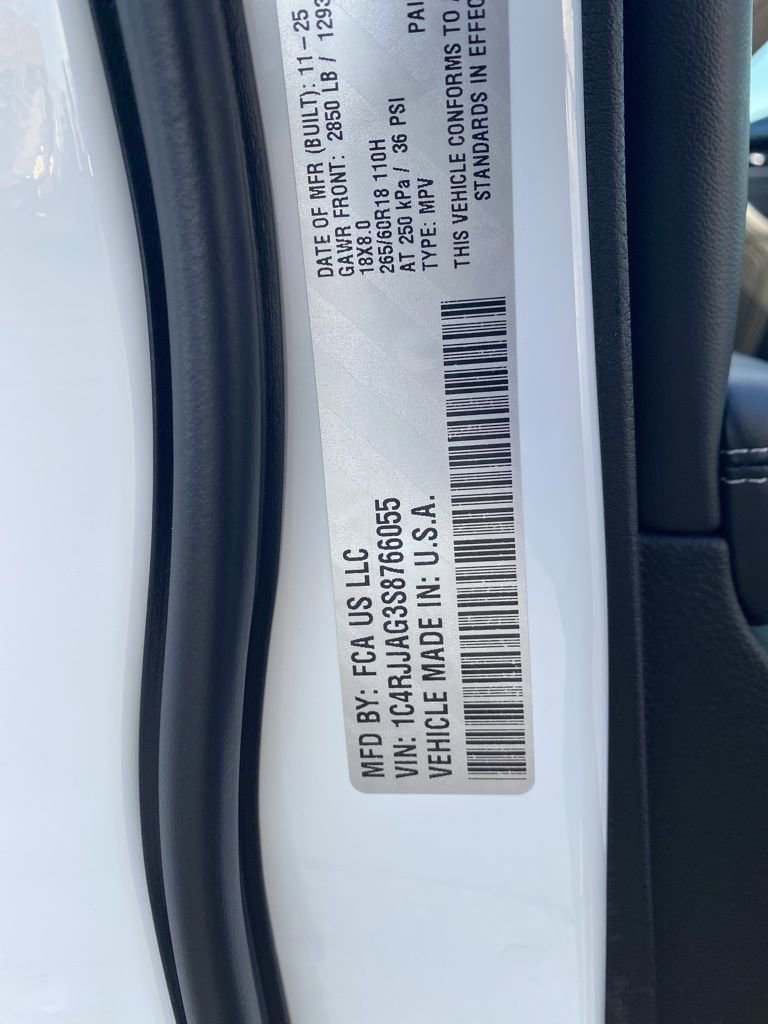 MFD BY: FCA US LLC
VIN: 1C4RJJAG3S8766055
VEHICLE MADE IN: U.S.A.
DATE OF MFR (BUILT): 11-25
GAWR FRONT: 2850 LB /
18X8.0
265/60R18 110H
AT 250 kPa / 36 PSI
TYPE: MPV
THIS VEHICLE CONFORMS TO
STANDARDS IN